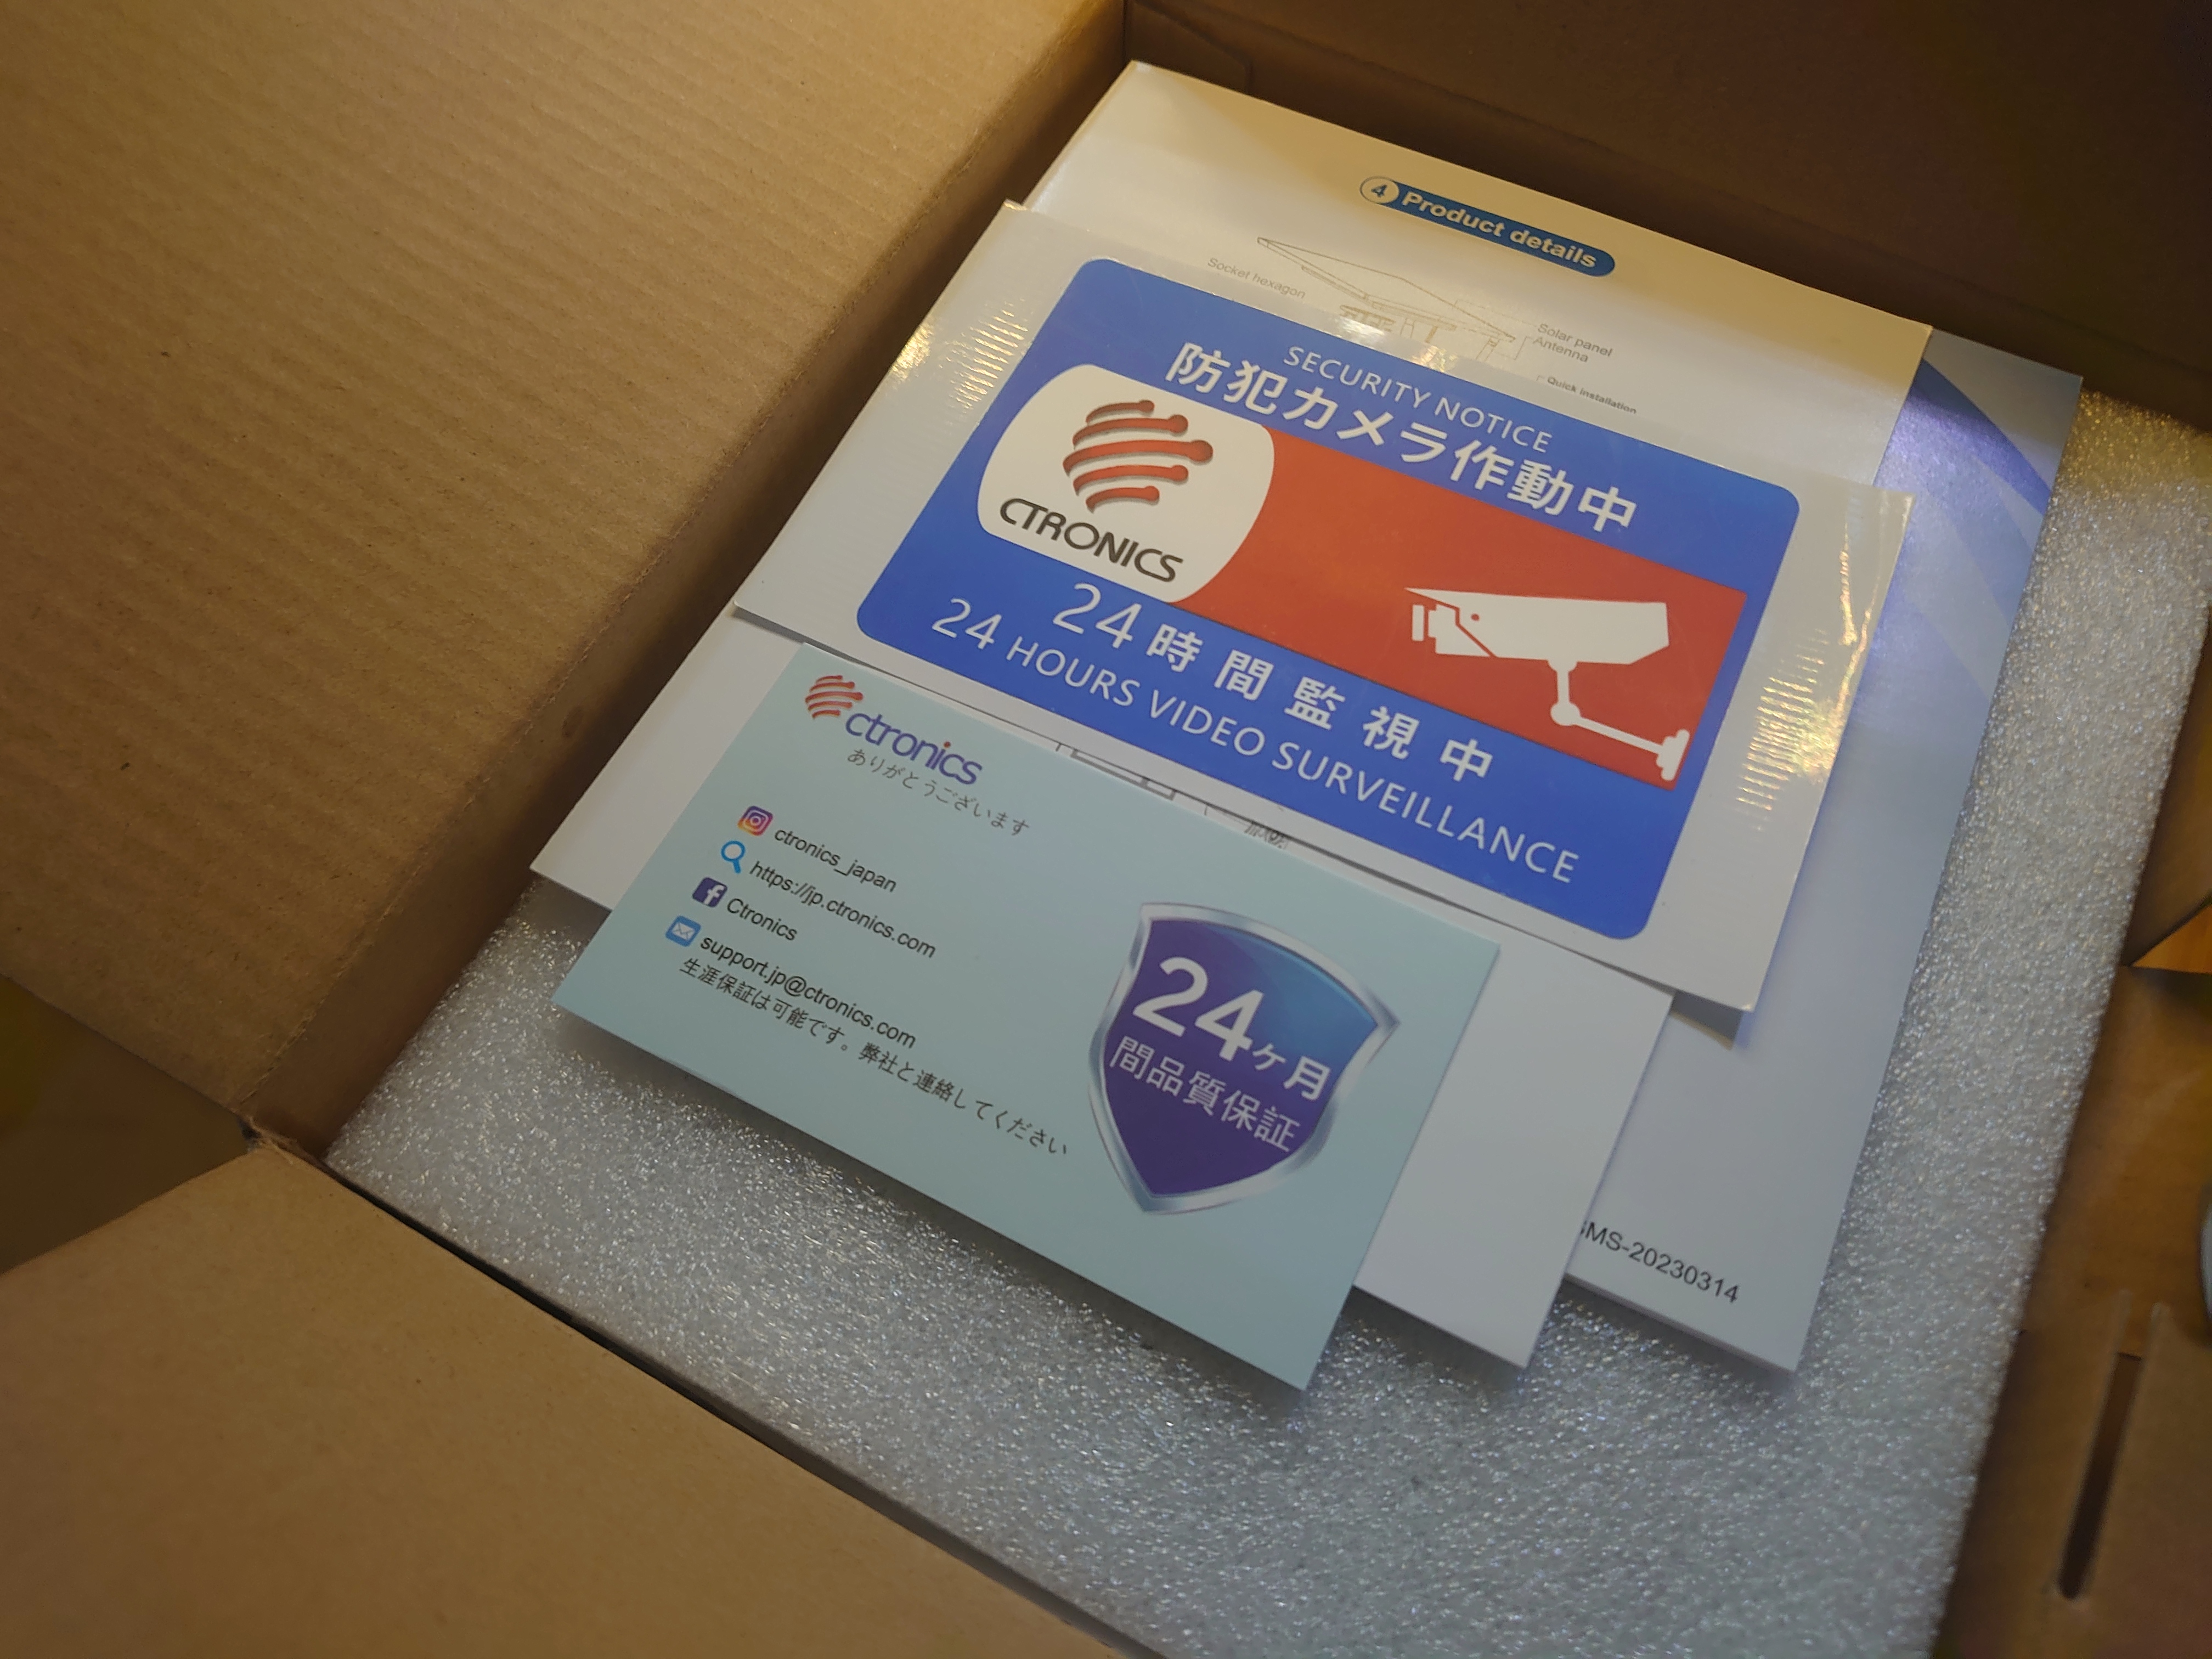 4 Product details
Socket hexagon
Solar panel
Antenna
Quick installation
SECURITY NOTICE
防犯カメラ作動中
CTRONICS
24時間監視中
24 HOURS VIDEO SURVEILLANCE
ctronics
ありがとうございます
ctronics_japan
https://jp.ctronics.com
Ctronics
support.jp@ctronics.com
生涯保証は可能です。弊社と連絡してください
24ヶ月
間品質保証
MS-20230314